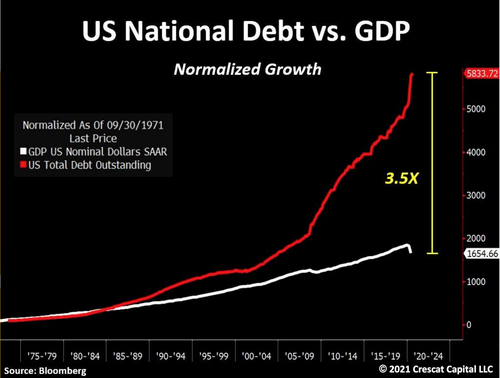 US National Debt vs. GDP
Normalized Growth
Normalized As Of 09/30/1971
Last Price
GDP US Nominal Dollars SAAR
US Total Debt Outstanding
5833.72
5000
4000
3.5X
3000
2000
1654.66
1000
0
'75-'79 '80-'84 '85-'89 '90-'94 '95-'99 '00-'04 '05-'09 '10-'14 '15-'19 '20-'24
Source: Bloomberg © 2021 Crescat Capital LLC